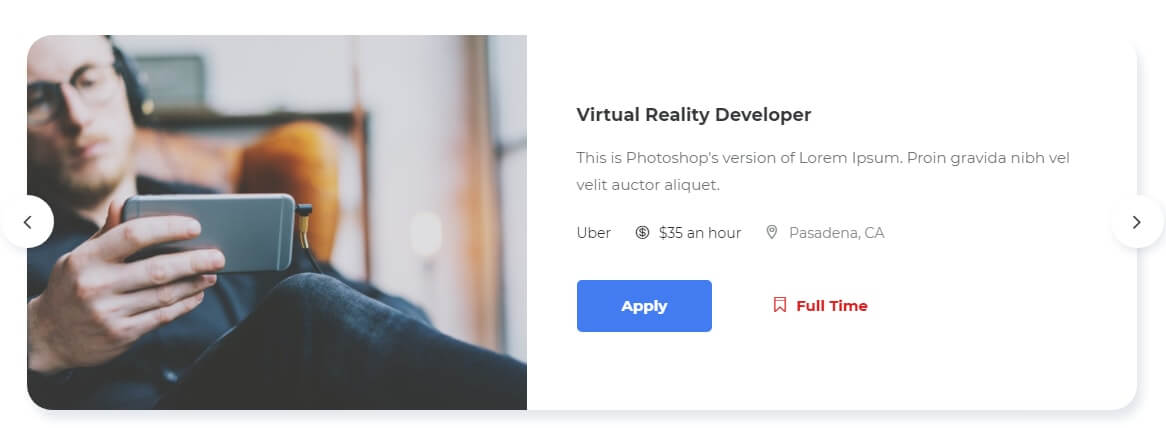 Virtual Reality Developer
This is Photoshop's version of Lorem Ipsum. Proin gravida nibh vel
velit auctor aliquet.
Uber $35 an hour Pasadena, CA
Apply Full Time